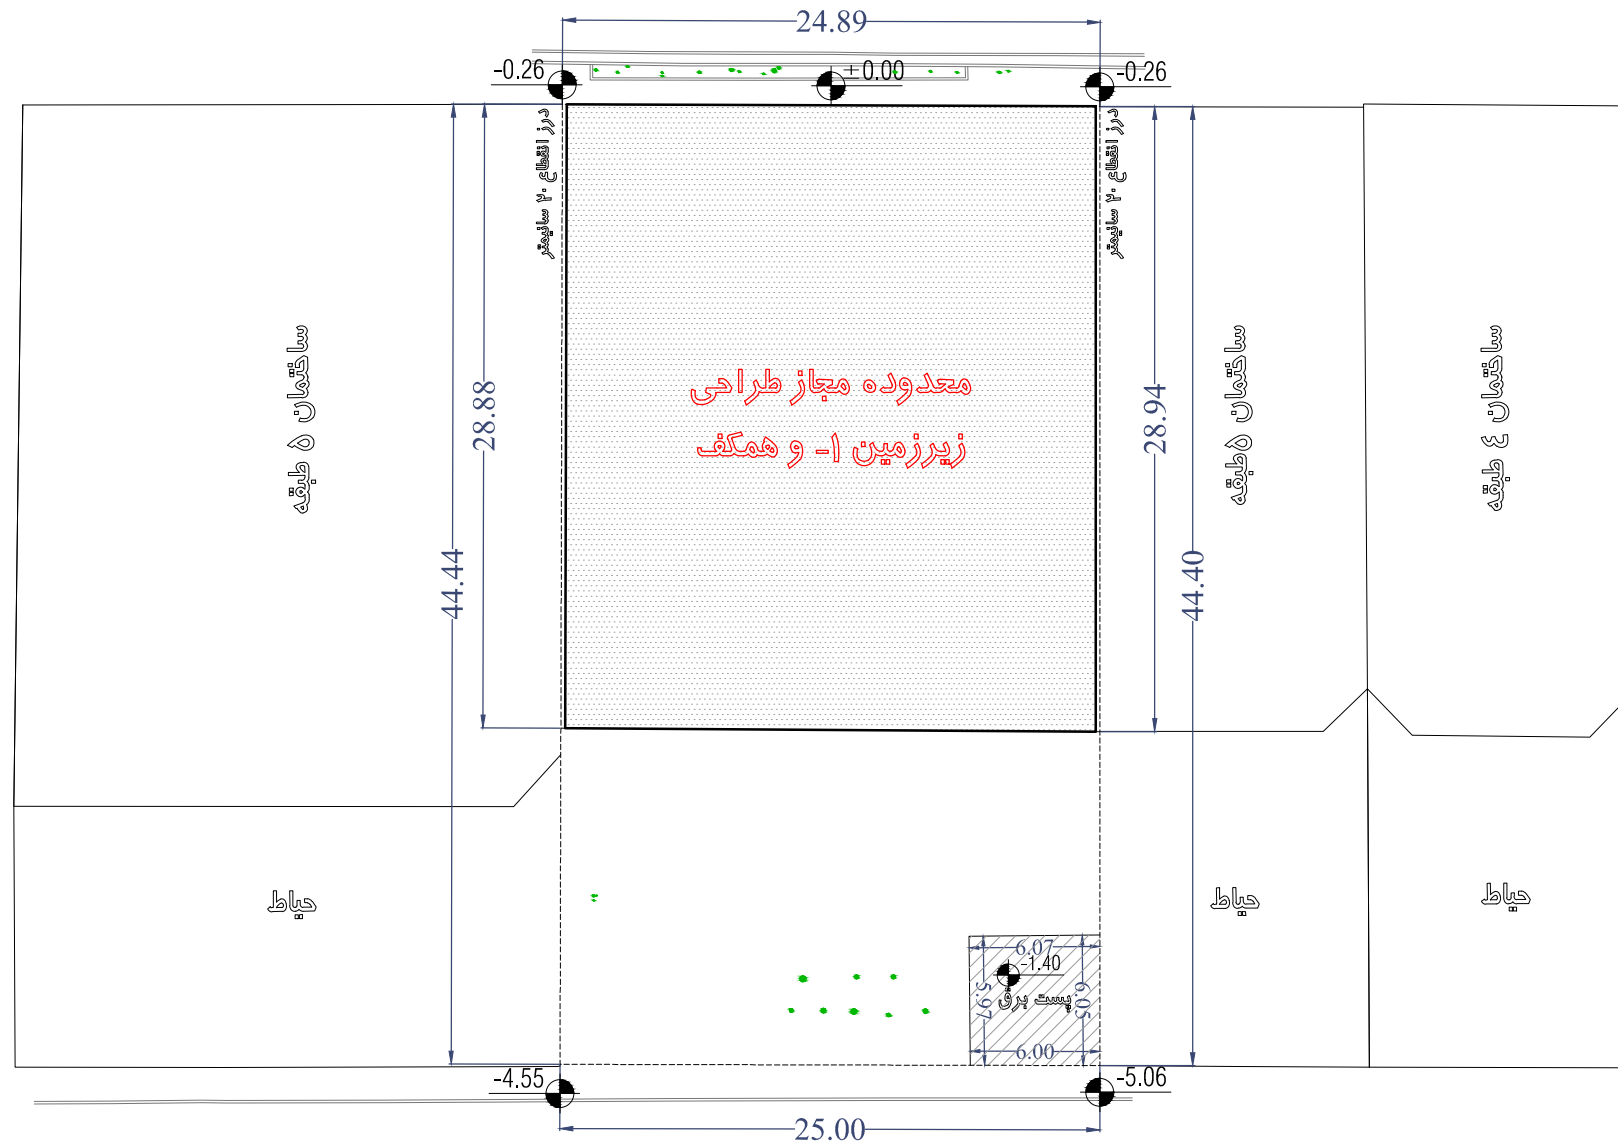 24.89
-0.26
±0.00
-0.26
درز انقطاع ۲۰ سانیمتر
درز انقطاع ۲۰ سانیمتر
محدوده مجاز طراحی
زیرزمین ۱- و همکف
ساختمان ۵ طبقه
28.88
44.44
28.94
44.40
ساختمان ۵طبقه
ساختمان ٤ طبقه
حیاط
حیاط
حیاط
6.07
-1.40
پست برق
5.97
6.05
6.00
-4.55
-5.06
25.00